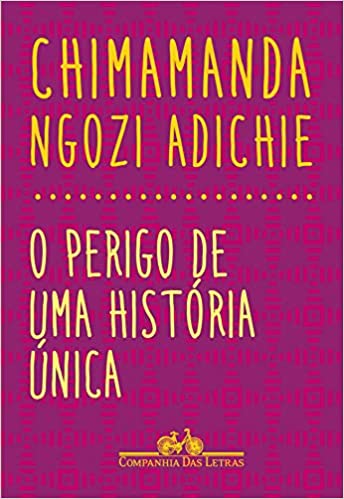 CHIMAMANDA
NGOZI ADICHIE
O PERIGO DE
UMA HISTÓRIA
ÚNICA
COMPANHIA DAS LETRAS